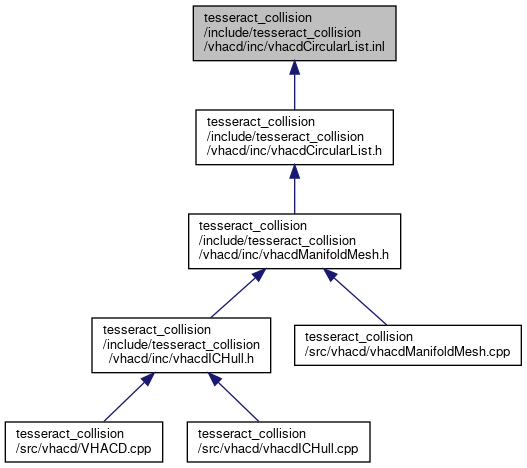 tesseract_collision
/include/tesseract_collision
/vhacd/inc/vhacdCircularList.inl
tesseract_collision
/include/tesseract_collision
/vhacd/inc/vhacdCircularList.h
tesseract_collision
/include/tesseract_collision
/vhacd/inc/vhacdManifoldMesh.h
tesseract_collision
/include/tesseract_collision
/vhacd/inc/vhacdICHull.h
tesseract_collision
/src/vhacd/vhacdManifoldMesh.cpp
tesseract_collision
/src/vhacd/VHACD.cpp
tesseract_collision
/src/vhacd/vhacdICHull.cpp